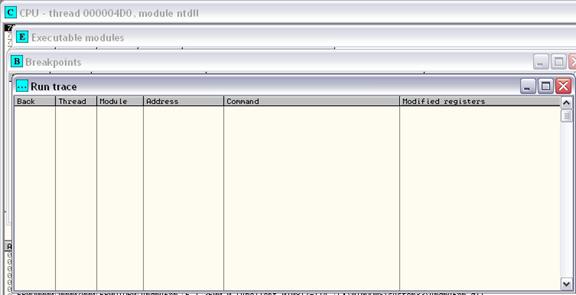 C CPU - thread 000004D0, module ntdll
E Executable modules
B Breakpoints
... Run trace
Back Thread Module Address Command Modified registers